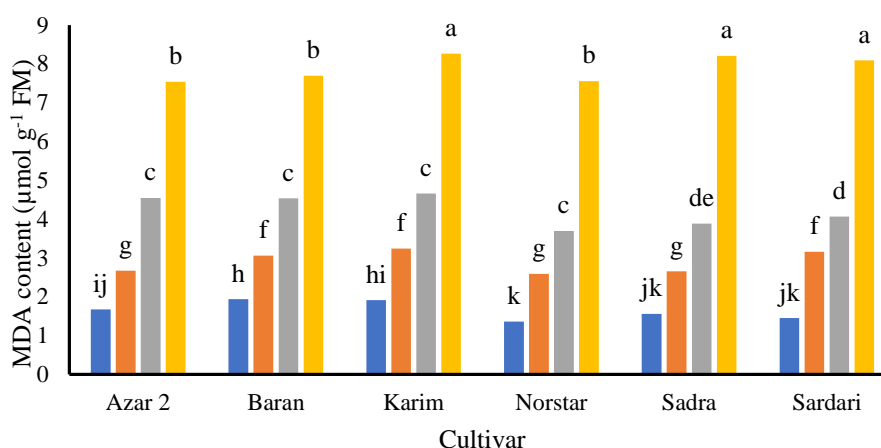 MDA content (µmol g-1 FM)
9
8
7
6
5
4
3
2
1
0
ij g c b
h f c b
hi f c a
k g c b
jk g de a
jk f d a
Azar 2 Baran Karim Norstar Sadra Sardari
Cultivar